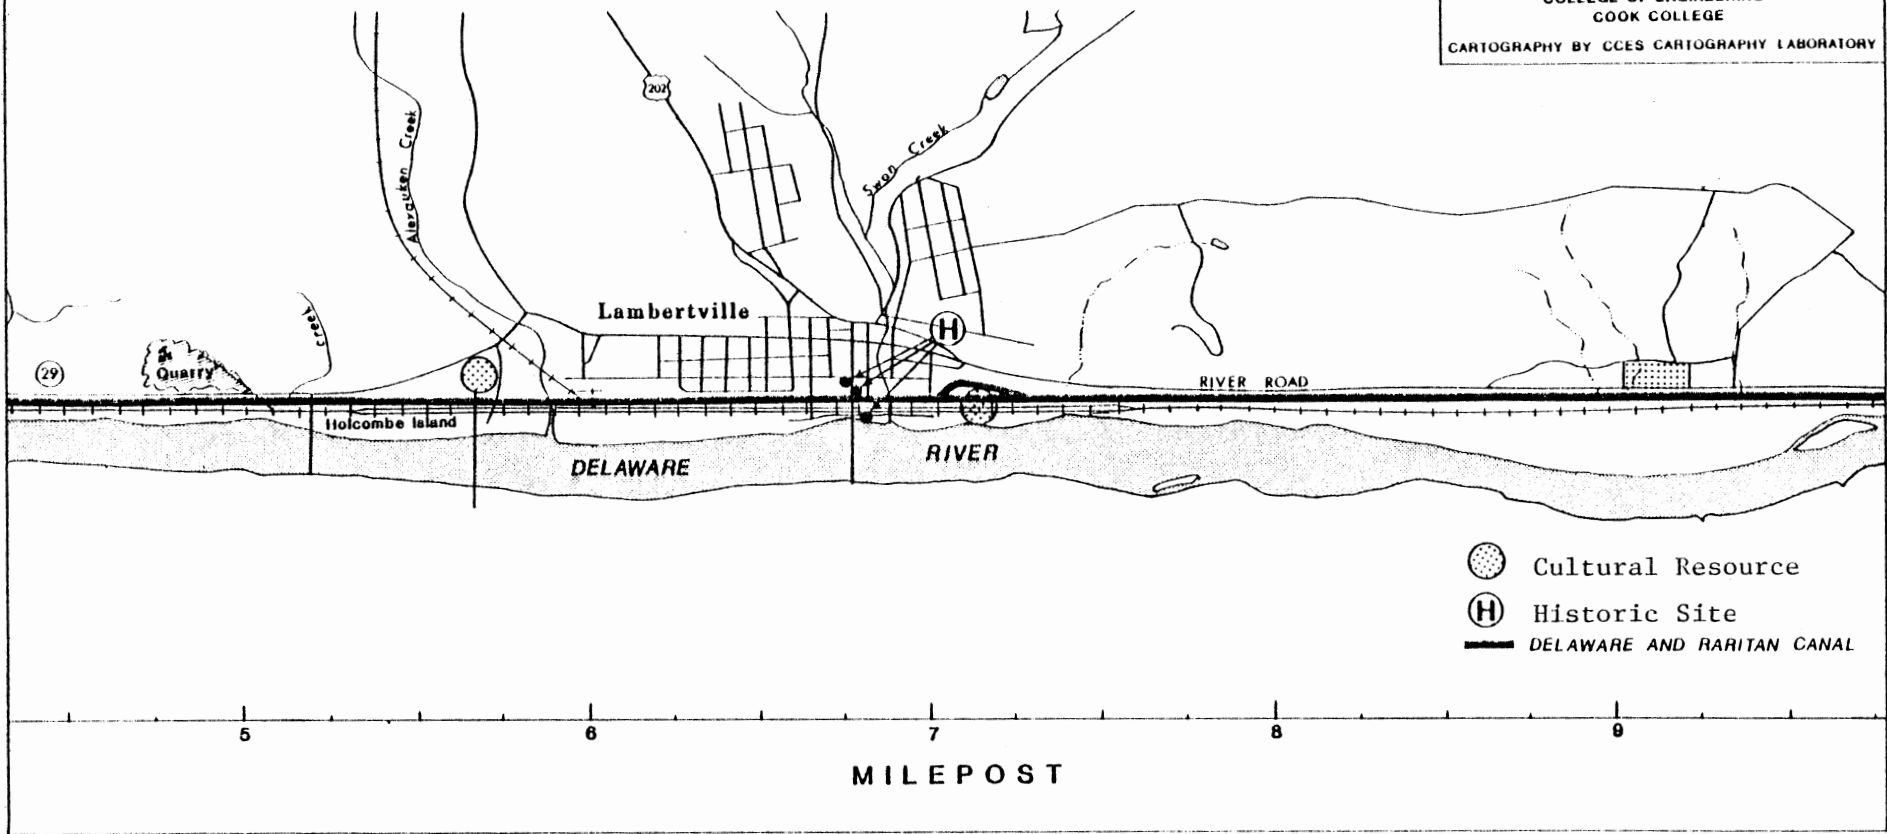 COOK COLLEGE
CARTOGRAPHY BY CCES CARTOGRAPHY LABORATORY
202
Alexauken Creek
Swan Creek
Lambertville
H
creek
29
Quarry
RIVER ROAD
Holcombe Island
DELAWARE
RIVER
Cultural Resource
H Historic Site
DELAWARE AND RARITAN CANAL
5 6 7 8 9
MILEPOST